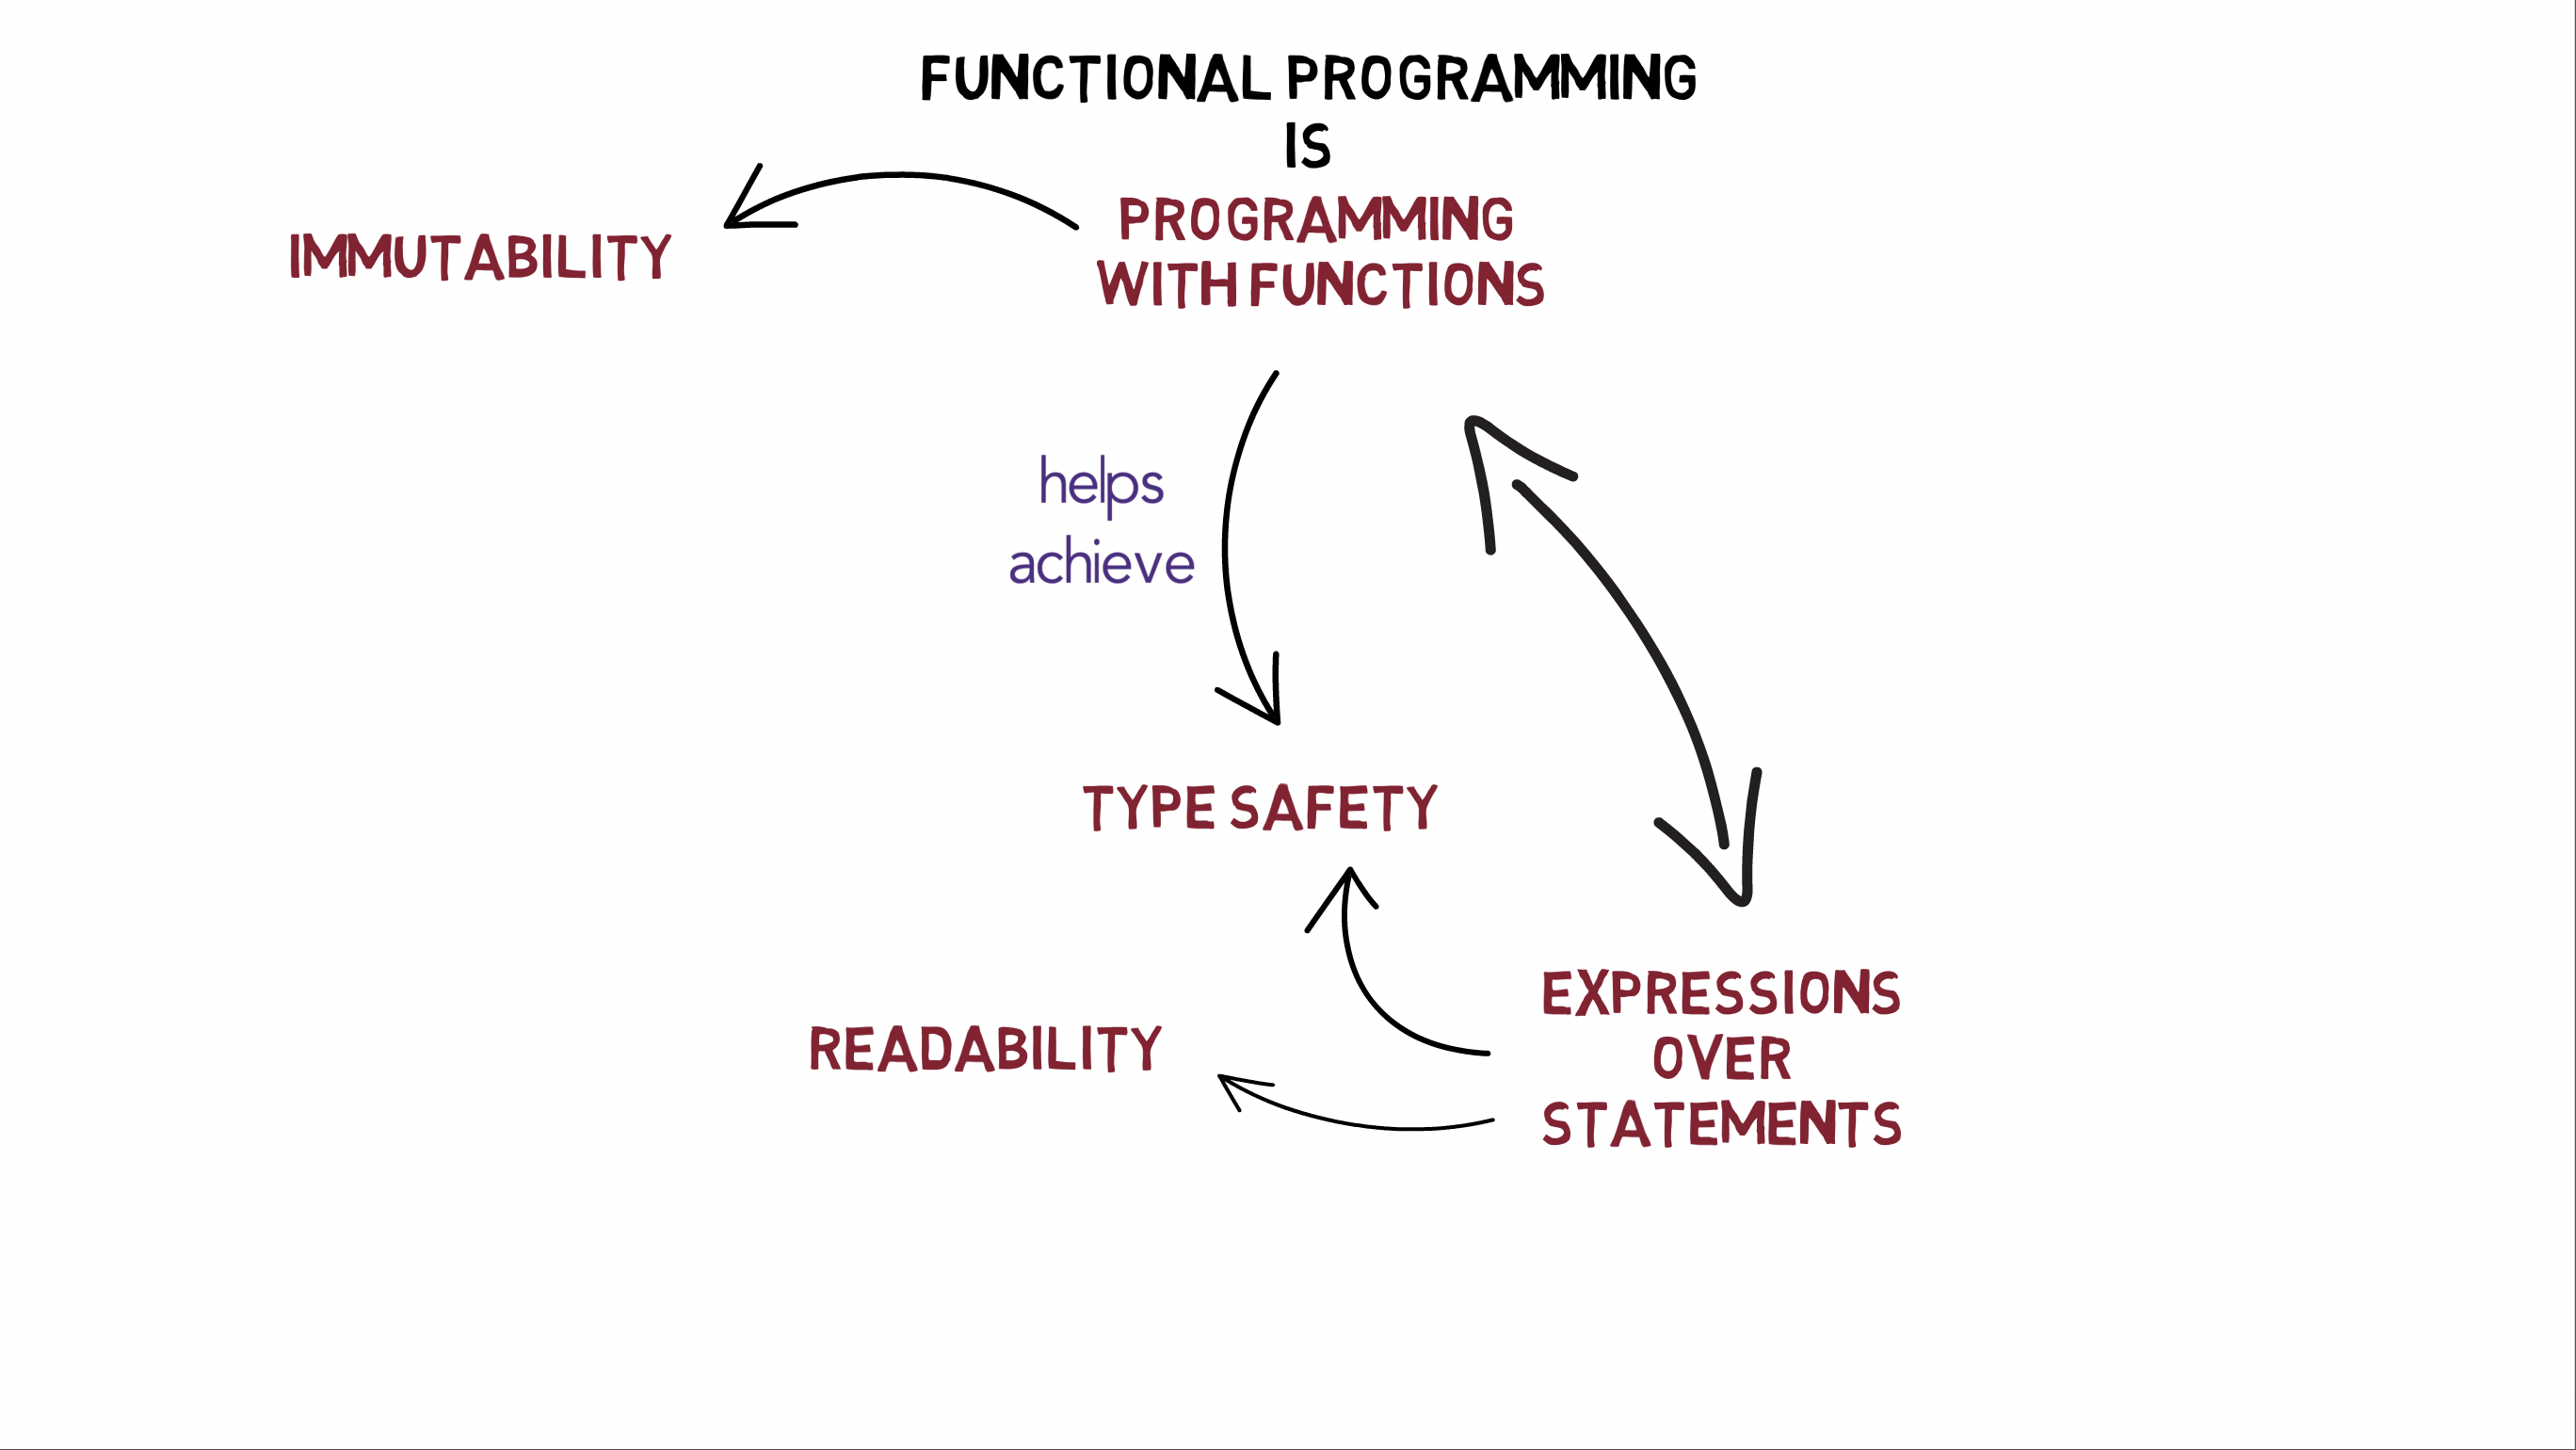 FUNCTIONAL PROGRAMMING
IS
PROGRAMMING
WITH FUNCTIONS
IMMUTABILITY
helps
achieve
TYPE SAFETY
READABILITY
EXPRESSIONS
OVER
STATEMENTS